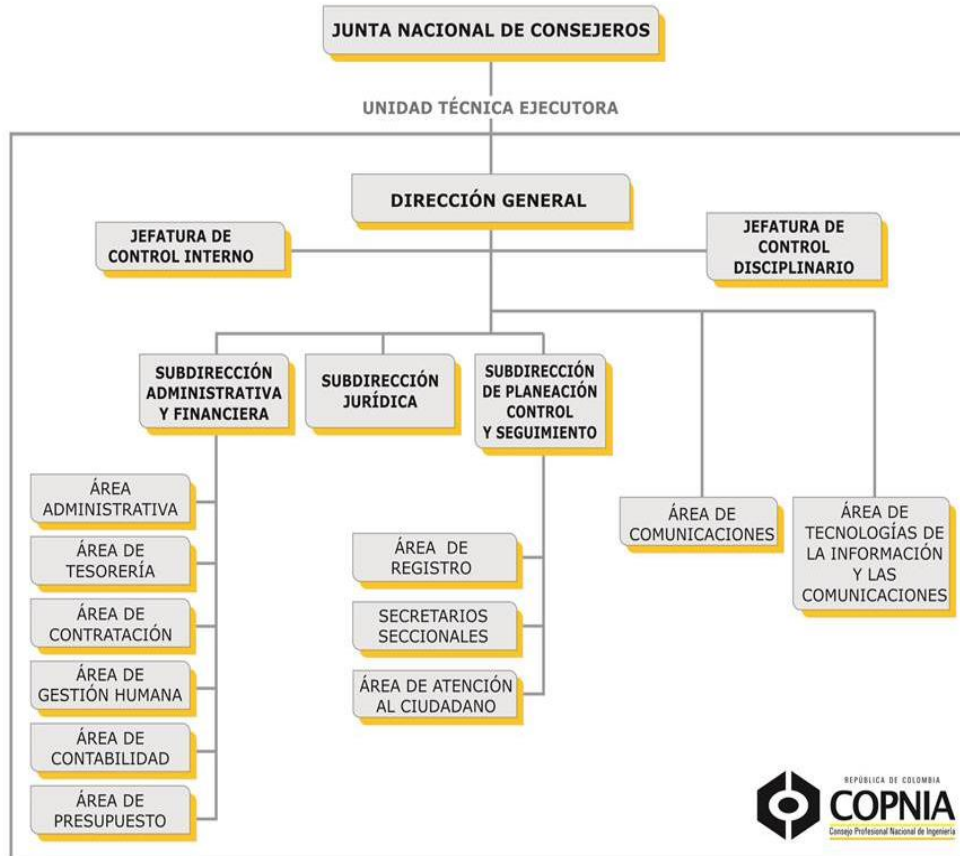 JUNTA NACIONAL DE CONSEJEROS
UNIDAD TÉCNICA EJECUTORA
DIRECCIÓN GENERAL
JEFATURA DE
CONTROL INTERNO
JEFATURA DE
CONTROL
DISCIPLINARIO
SUBDIRECCIÓN
ADMINISTRATIVA
Y FINANCIERA
SUBDIRECCIÓN
JURÍDICA
SUBDIRECCIÓN
DE PLANEACIÓN
CONTROL
Y SEGUIMIENTO
ÁREA
ADMINISTRATIVA
ÁREA DE
TESORERÍA
ÁREA DE
CONTRATACIÓN
ÁREA DE
GESTIÓN HUMANA
ÁREA DE
CONTABILIDAD
ÁREA DE
PRESUPUESTO
ÁREA DE
REGISTRO
SECRETARIOS
SECCIONALES
ÁREA DE ATENCIÓN
AL CIUDADANO
ÁREA DE
COMUNICACIONES
ÁREA DE
TECNOLOGÍAS DE
LA INFORMACIÓN
Y LAS
COMUNICACIONES
REPÚBLICA DE COLOMBIA
COPNIA
Consejo Profesional Nacional de Ingeniería